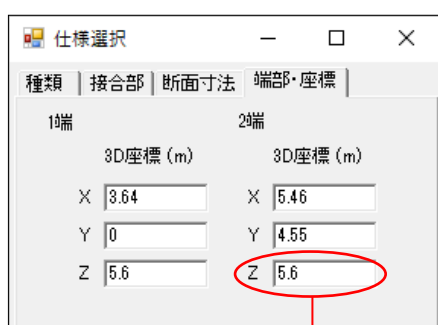 仕様選択
種類 接合部 断面寸法 端部・座標
1端 2端
3D座標 (m) 3D座標 (m)
X 3.64 X 5.46
Y 0 Y 4.55
Z 5.6 Z 5.6